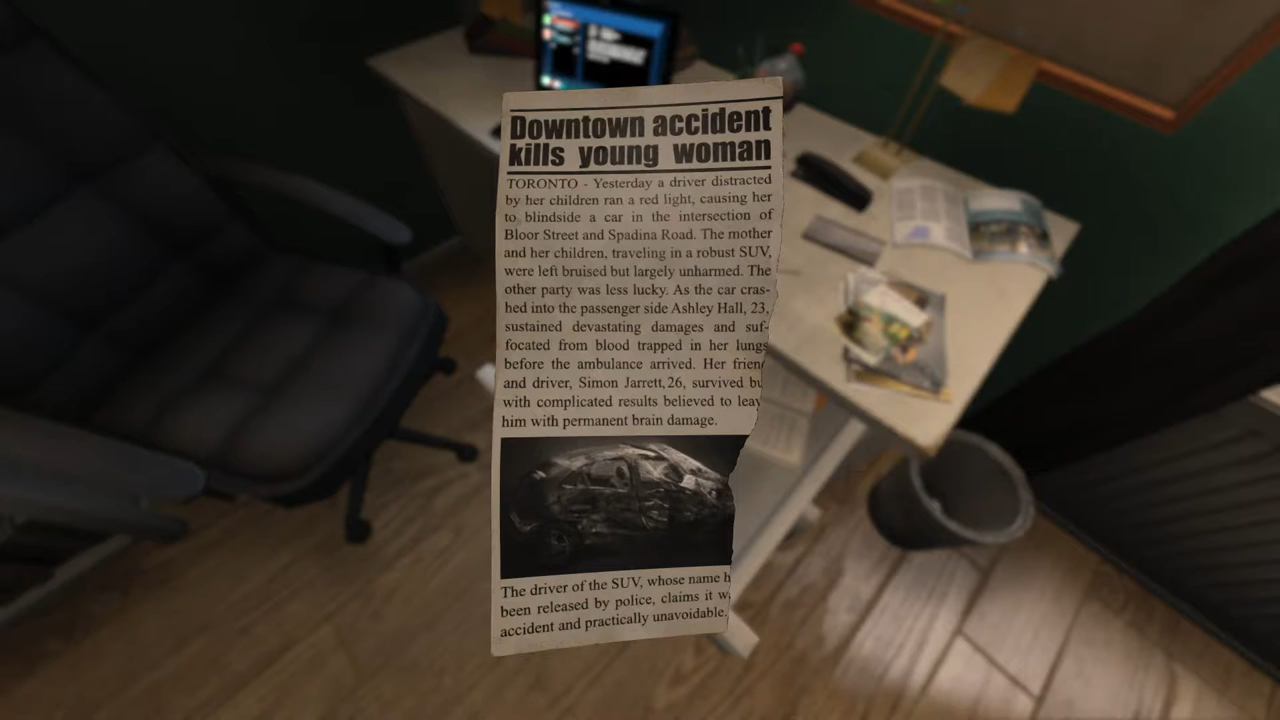 Downtown accident
kills young woman
TORONTO - Yesterday a driver distracted
by her children ran a red light, causing her
to blindside a car in the intersection of
Bloor Street and Spadina Road. The mother
and her children, traveling in a robust SUV,
were left bruised but largely unharmed. The
other party was less lucky. As the car cras-
hed into the passenger side Ashley Hall, 23,
sustained devastating damages and suf-
focated from blood trapped in her lungs
before the ambulance arrived. Her frien
and driver, Simon Jarrett, 26, survived bu
with complicated results believed to leav
him with permanent brain damage.
The driver of the SUV, whose name h
been released by police, claims it w
accident and practically unavoidable.